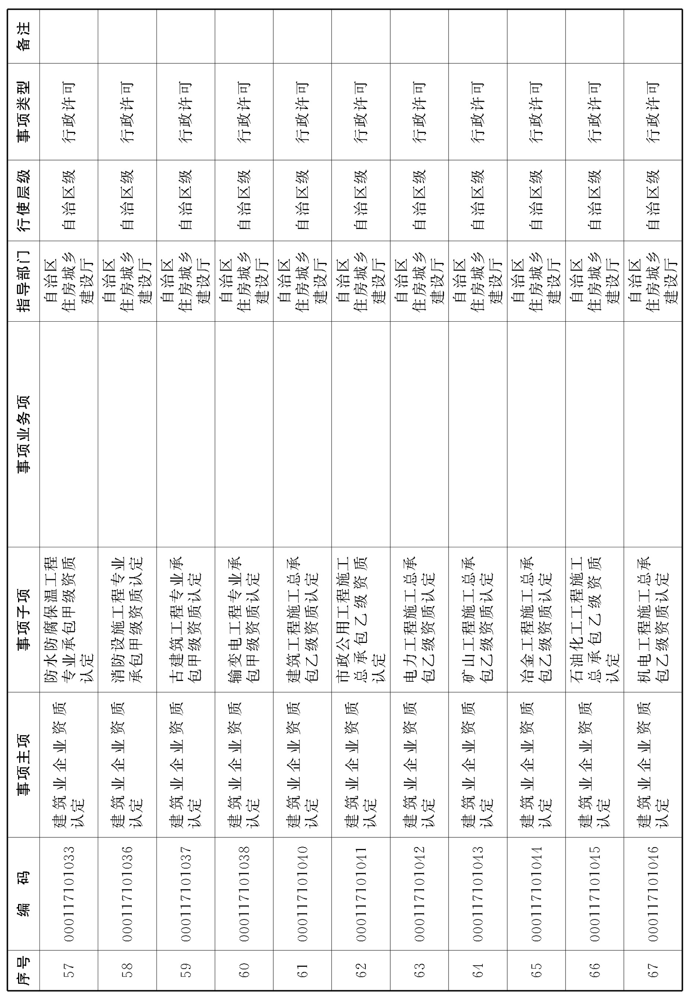 序号
编　码
事项主项
事项子项
事项业务项
指导部门
行使层级
事项类型
备注
57
000117101033
建筑业企业资质
认定
防水防腐保温工程
专业承包甲级资质
认定
自治区
住房城乡
建设厅
自治区级
行政许可
58
000117101036
建筑业企业资质
认定
消防设施工程专业
承包甲级资质认定
自治区
住房城乡
建设厅
自治区级
行政许可
59
000117101037
建筑业企业资质
认定
古建筑工程专业承
包甲级资质认定
自治区
住房城乡
建设厅
自治区级
行政许可
60
000117101038
建筑业企业资质
认定
输变电工程专业承
包甲级资质认定
自治区
住房城乡
建设厅
自治区级
行政许可
61
000117101040
建筑业企业资质
认定
建筑工程施工总承
包乙级资质认定
自治区
住房城乡
建设厅
自治区级
行政许可
62
000117101041
建筑业企业资质
认定
市政公用工程施工
总承包乙级资质
认定
自治区
住房城乡
建设厅
自治区级
行政许可
63
000117101042
建筑业企业资质
认定
电力工程施工总承
包乙级资质认定
自治区
住房城乡
建设厅
自治区级
行政许可
64
000117101043
建筑业企业资质
认定
矿山工程施工总承
包乙级资质认定
自治区
住房城乡
建设厅
自治区级
行政许可
65
000117101044
建筑业企业资质
认定
冶金工程施工总承
包乙级资质认定
自治区
住房城乡
建设厅
自治区级
行政许可
66
000117101045
建筑业企业资质
认定
石油化工工程施工
总承包乙级资质
认定
自治区
住房城乡
建设厅
自治区级
行政许可
67
000117101046
建筑业企业资质
认定
机电工程施工总承
包乙级资质认定
自治区
住房城乡
建设厅
自治区级
行政许可